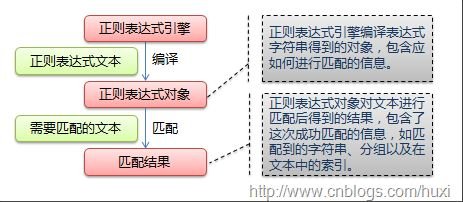 正则表达式引擎
正则表达式文本
编译
正则表达式对象
需要匹配的文本
匹配
匹配结果
正则表达式引擎编译表达式
字符串得到的对象，包含应
如何进行匹配的信息。
正则表达式对象对文本进行
匹配后得到的结果，包含了
这次成功匹配的信息，如匹
配到的字符串、分组以及在
文本中的索引。
http://www.cnblogs.com/huxi